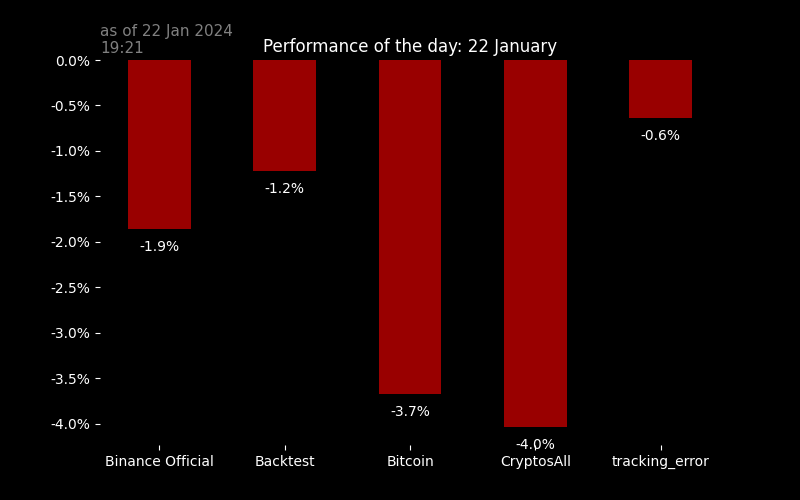 as of 22 Jan 2024
19:21
Performance of the day: 22 January
0.0%
-0.5%
-1.0%
-1.5%
-2.0%
-2.5%
-3.0%
-3.5%
-4.0%
-1.9%
-1.2%
-3.7%
-4.0%
-0.6%
Binance Official
Backtest
Bitcoin
CryptosAll
tracking_error